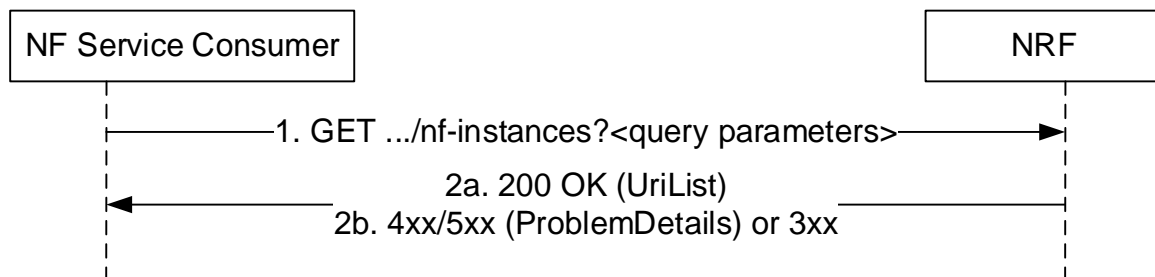 NF Service Consumer
NRF
1. GET .../nf-instances?<query parameters>
2a. 200 OK (UriList)
2b. 4xx/5xx (ProblemDetails) or 3xx